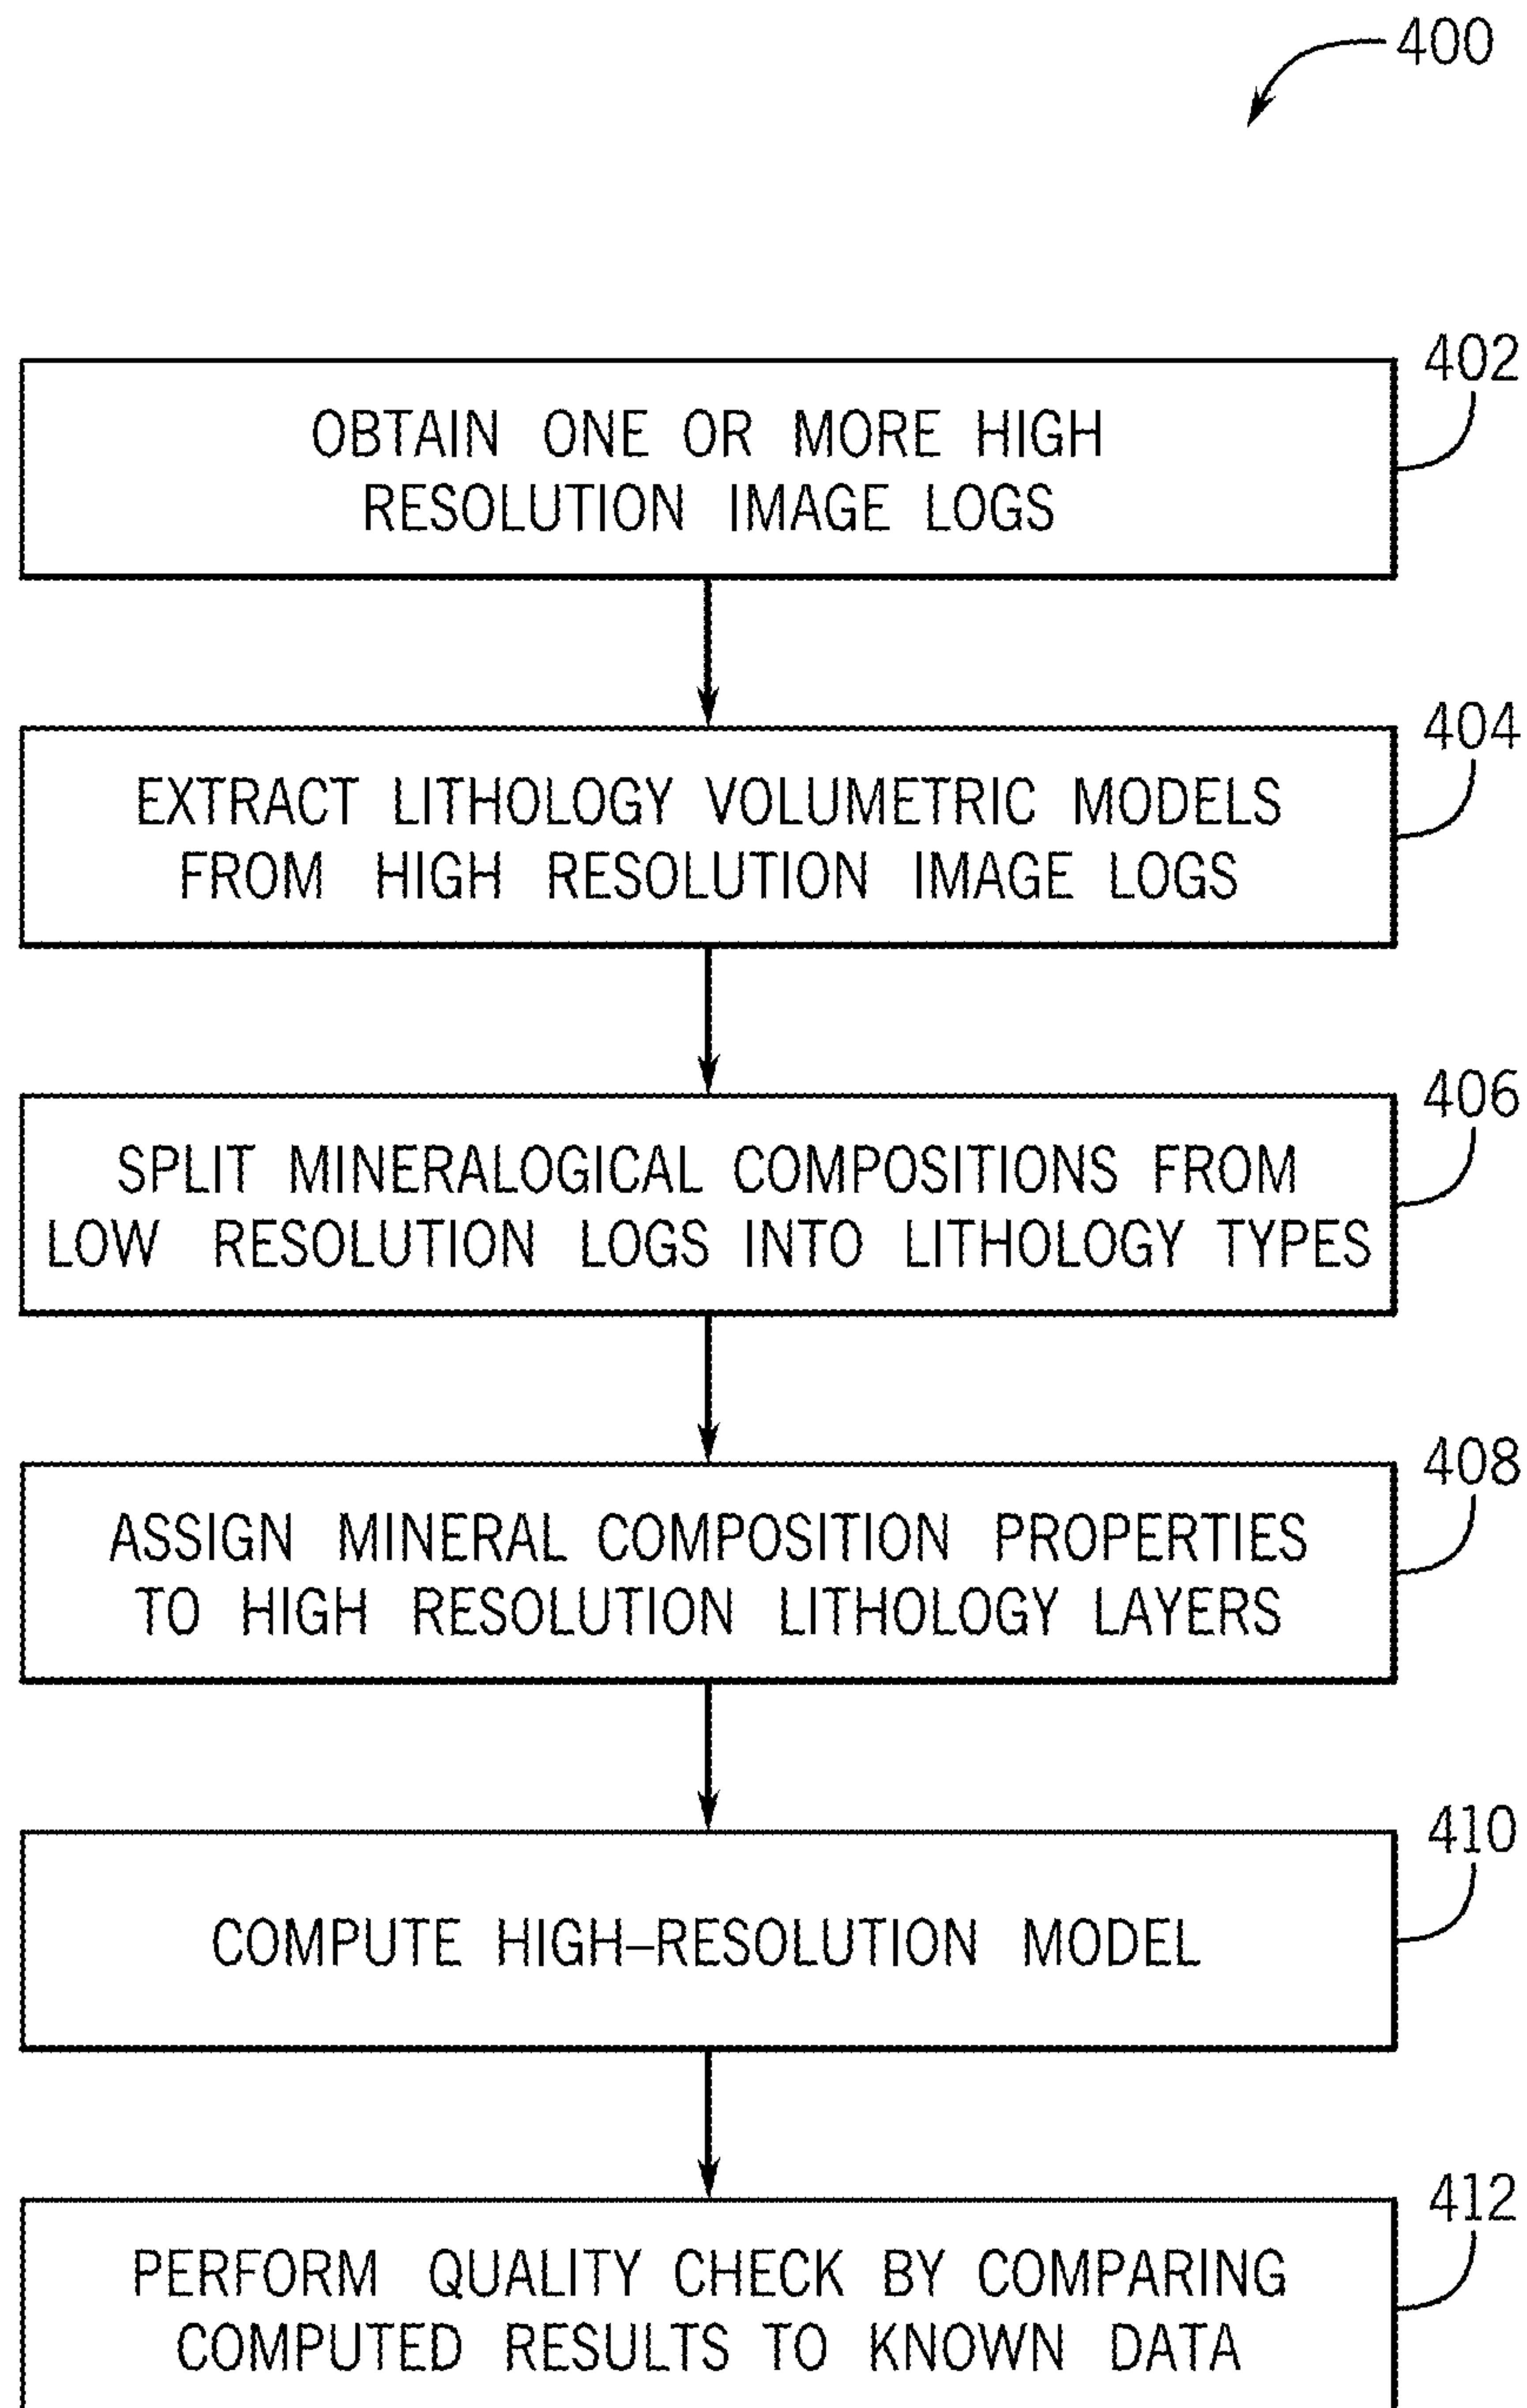 400
402
OBTAIN ONE OR MORE HIGH
RESOLUTION IMAGE LOGS
404
EXTRACT LITHOLOGY VOLUMETRIC MODELS
FROM HIGH RESOLUTION IMAGE LOGS
406
SPLIT MINERALOGICAL COMPOSITIONS FROM
LOW RESOLUTION LOGS INTO LITHOLOGY TYPES
408
ASSIGN MINERAL COMPOSITION PROPERTIES
TO HIGH RESOLUTION LITHOLOGY LAYERS
410
COMPUTE HIGH–RESOLUTION MODEL
412
PERFORM QUALITY CHECK BY COMPARING
COMPUTED RESULTS TO KNOWN DATA